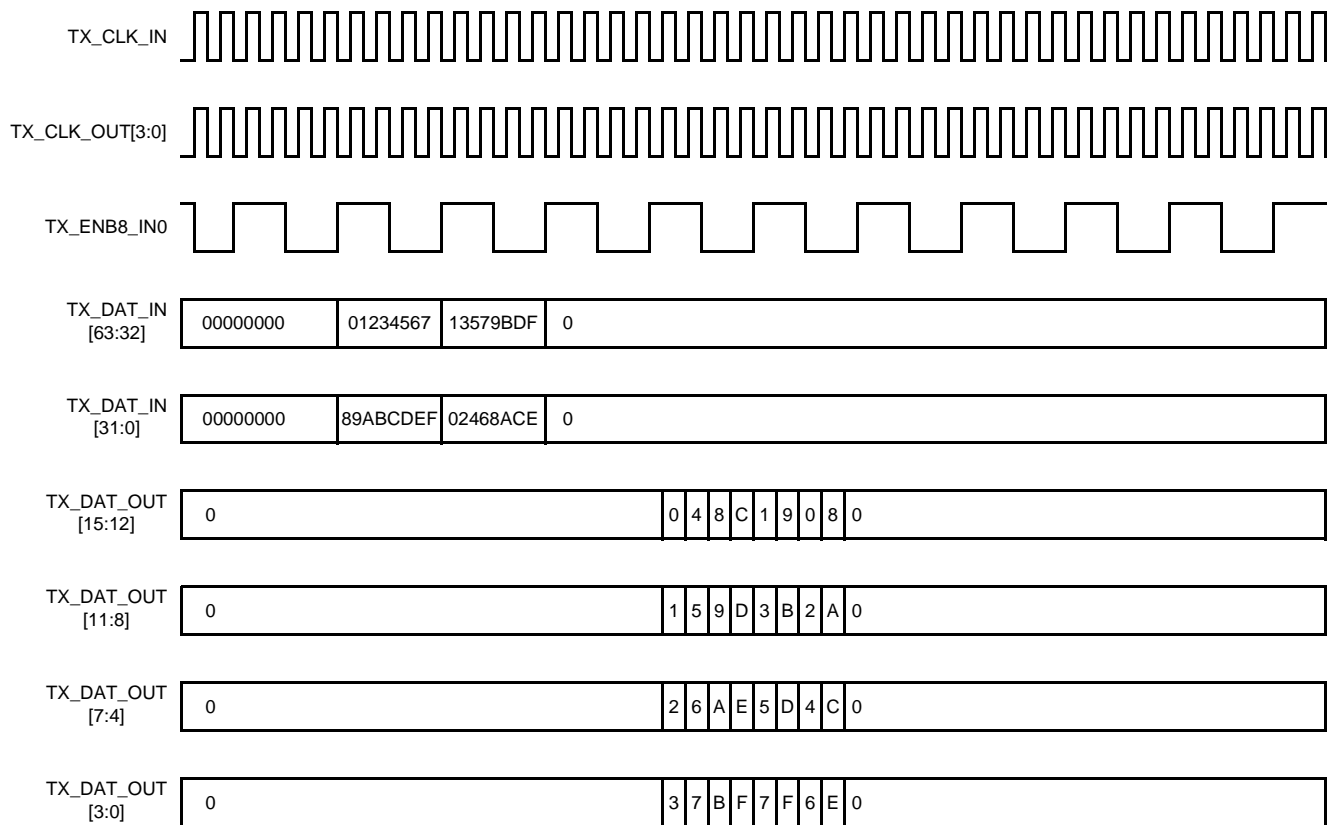 TX_CLK_IN
TX_CLK_OUT[3:0]
TX_ENB8_IN0
TX_DAT_IN
[63:32]
00000000 01234567 13579BDF 0
TX_DAT_IN
[31:0]
00000000 89ABCDEF 02468ACE 0
TX_DAT_OUT
[15:12]
0 0 4 8 C 1 9 0 8 0
TX_DAT_OUT
[11:8]
0 1 5 9 D 3 B 2 A 0
TX_DAT_OUT
[7:4]
0 2 6 A E 5 D 4 C 0
TX_DAT_OUT
[3:0]
0 3 7 B F 7 F 6 E 0